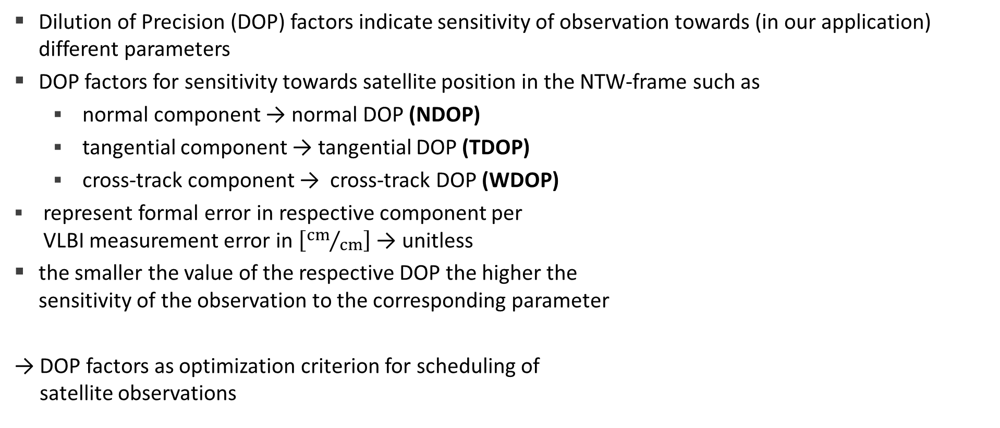 ▪ Dilution of Precision (DOP) factors indicate sensitivity of observation towards (in our application)
different parameters
▪ DOP factors for sensitivity towards satellite position in the NTW-frame such as
▪ normal component → normal DOP (NDOP)
▪ tangential component → tangential DOP (TDOP)
▪ cross-track component → cross-track DOP (WDOP)
▪ represent formal error in respective component per
VLBI measurement error in [cm/cm] → unitless
▪ the smaller the value of the respective DOP the higher the
sensitivity of the observation to the corresponding parameter
→ DOP factors as optimization criterion for scheduling of
satellite observations